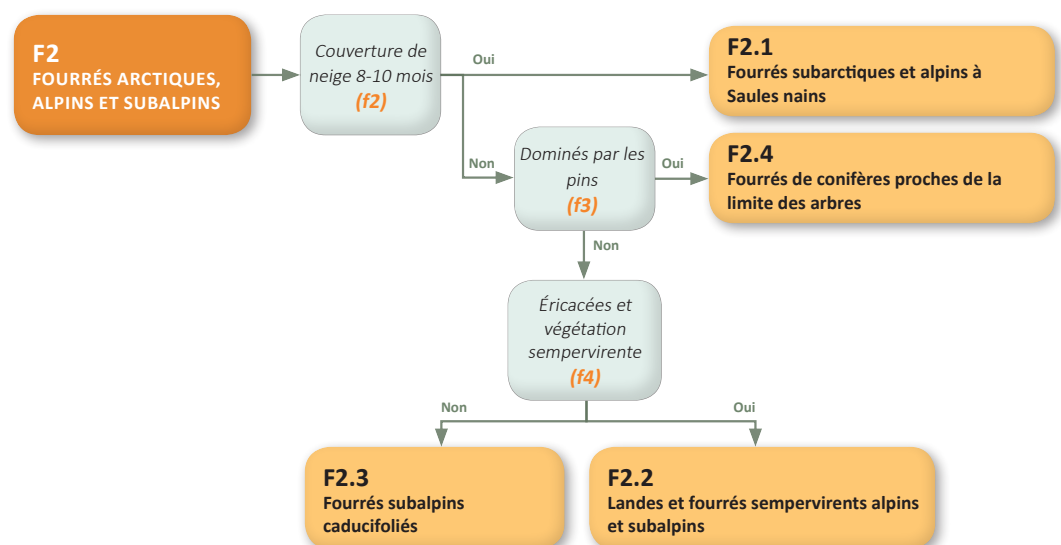 F2
FOURRÉS ARCTIQUES,
ALPINS ET SUBALPINS
Couverture de
neige 8-10 mois
(f2)
Oui
F2.1
Fourrés subarctiques et alpins à
Saules nains
Non
Dominés par les
pins
(f3)
Oui
F2.4
Fourrés de conifères proches de la
limite des arbres
Non
Éricacées et
végétation
sempervirente
(f4)
Non
Oui
F2.3
Fourrés subalpins
caducifoliés
F2.2
Landes et fourrés sempervirents alpins
et subalpins